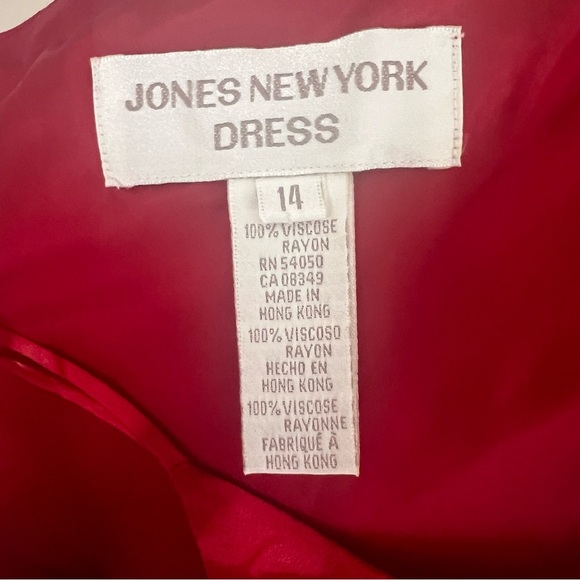 JONES NEW YORK
DRESS
14
100% VISCOSE
RAYON
RN 54050
CA 08349
MADE IN
HONG KONG
100% VISCOSO
RAYON
HECHO EN
HONG KONG
100% VISCOSE
RAYONNE
FABRIQUÉ À
HONG KONG